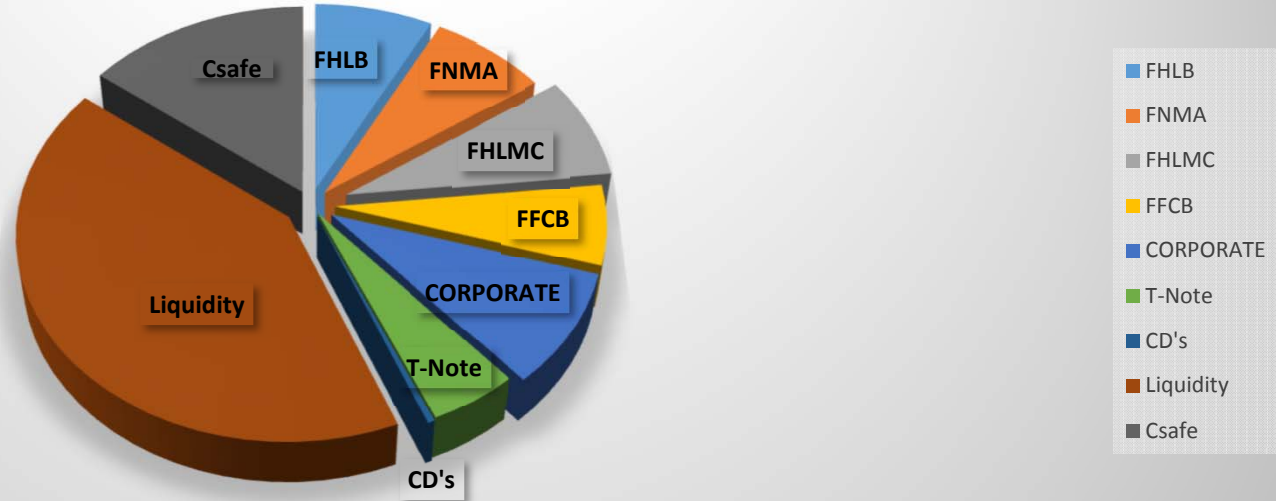 Csafe
FHLB
FNMA
FHLMC
FFCB
CORPORATE
Liquidity
T-Note
CD's
FHLB
FNMA
FHLMC
FFCB
CORPORATE
T-Note
CD's
Liquidity
Csafe